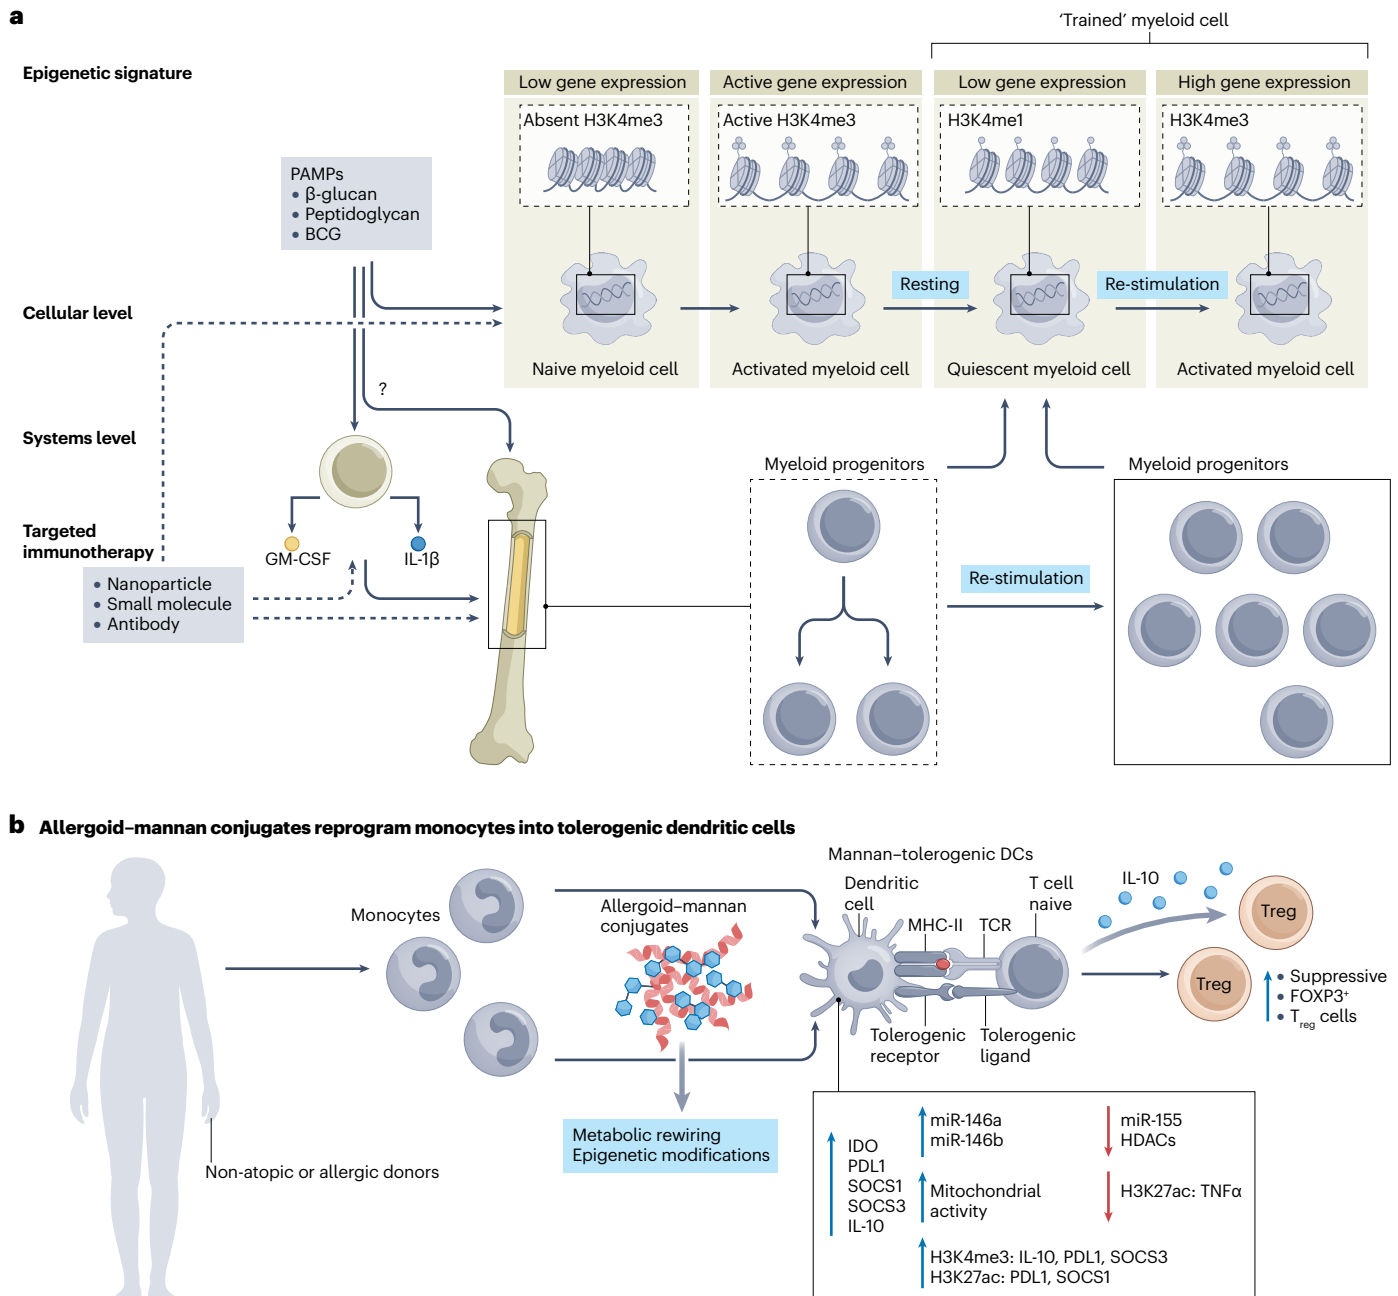 a
‘Trained’ myeloid cell
Epigenetic signature
Low gene expression
Active gene expression
Low gene expression
High gene expression
Absent H3K4me3
Active H3K4me3
H3K4me1
H3K4me3
PAMPs
• β-glucan
• Peptidoglycan
• BCG
Cellular level
Resting
Re-stimulation
Naive myeloid cell
Activated myeloid cell
Quiescent myeloid cell
Activated myeloid cell
?
Systems level
Myeloid progenitors
Myeloid progenitors
Targeted
immunotherapy
GM-CSF
IL-1β
• Nanoparticle
• Small molecule
• Antibody
Re-stimulation
b Allergoid–mannan conjugates reprogram monocytes into tolerogenic dendritic cells
Mannan–tolerogenic DCs
Monocytes
Allergoid–mannan
conjugates
Dendritic
cell
T cell
naive
MHC-II
TCR
IL-10
Treg
Treg
• Suppressive
• FOXP3⁺
• Treg cells
Tolerogenic
receptor
Tolerogenic
ligand
Metabolic rewiring
Epigenetic modifications
Non-atopic or allergic donors
IDO
PDL1
SOCS1
SOCS3
IL-10
miR-146a
miR-146b
Mitochondrial
activity
miR-155
HDACs
H3K27ac: TNFα
H3K4me3: IL-10, PDL1, SOCS3
H3K27ac: PDL1, SOCS1